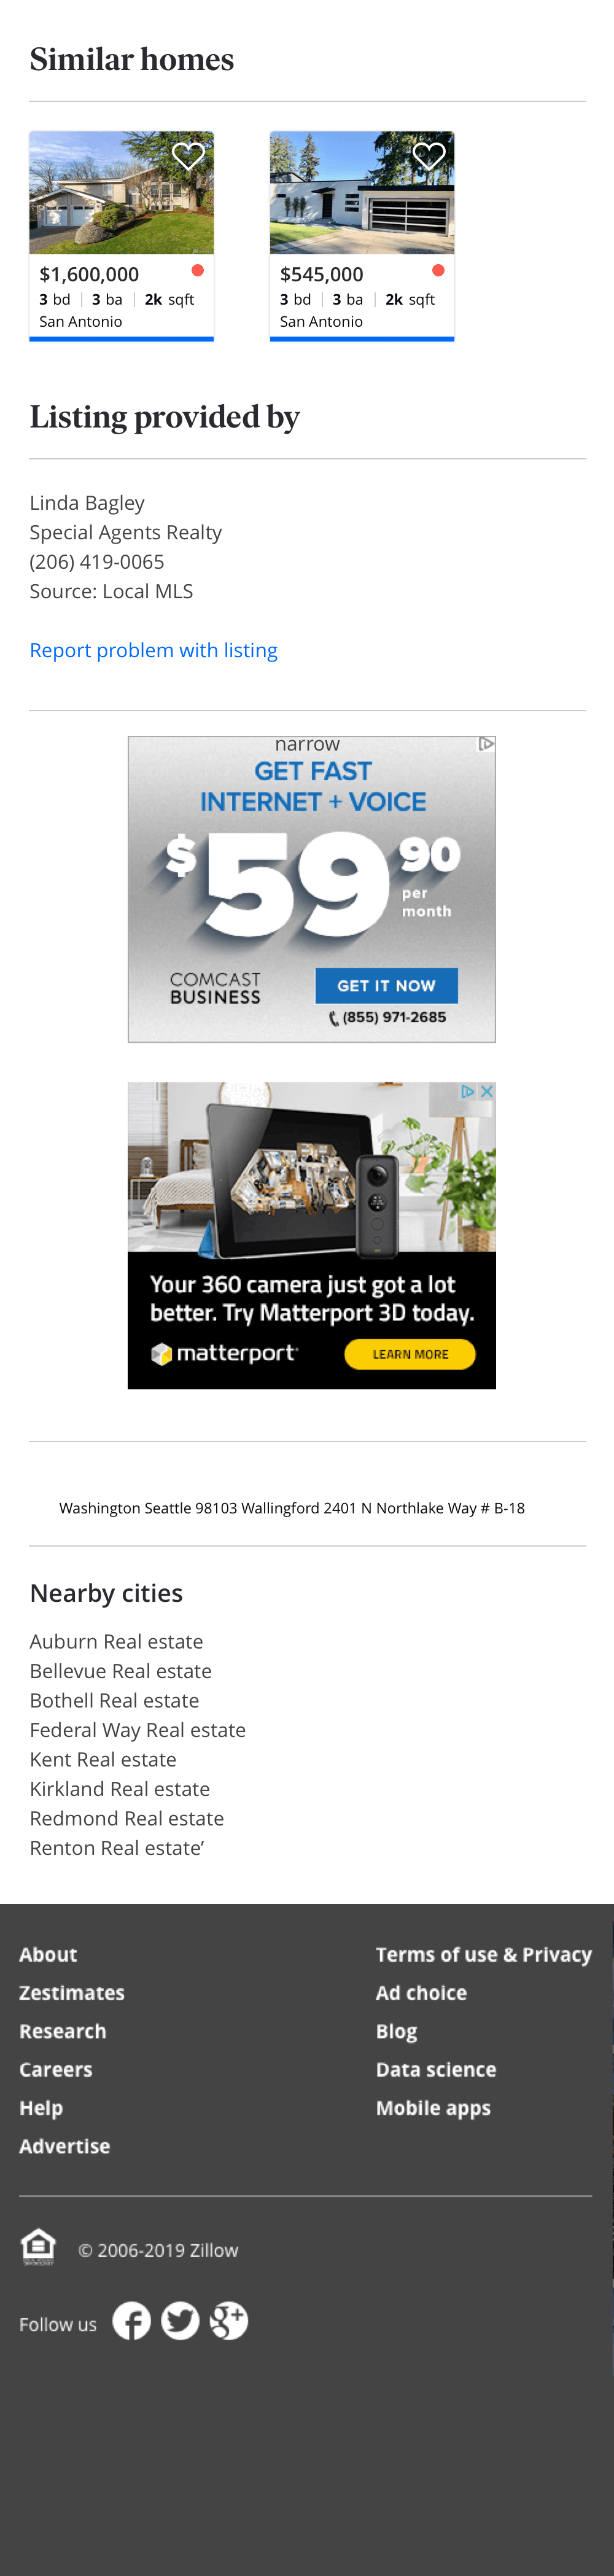 Similar homes
$1,600,000
3 bd | 3 ba | 2k sqft
San Antonio
$545,000
3 bd | 3 ba | 2k sqft
San Antonio
Listing provided by
Linda Bagley
Special Agents Realty
(206) 419-0065
Source: Local MLS
Report problem with listing
narrow
GET FAST
INTERNET + VOICE
$59 90
per
month
COMCAST
BUSINESS
GET IT NOW
(855) 971-2685
Your 360 camera just got a lot
better. Try Matterport 3D today.
matterport
LEARN MORE
Washington Seattle 98103 Wallingford 2401 N Northlake Way # B-18
Nearby cities
Auburn Real estate
Bellevue Real estate
Bothell Real estate
Federal Way Real estate
Kent Real estate
Kirkland Real estate
Redmond Real estate
Renton Real estate’
About
Zestimates
Research
Careers
Help
Advertise
Terms of use & Privacy
Ad choice
Blog
Data science
Mobile apps
© 2006-2019 Zillow
Follow us